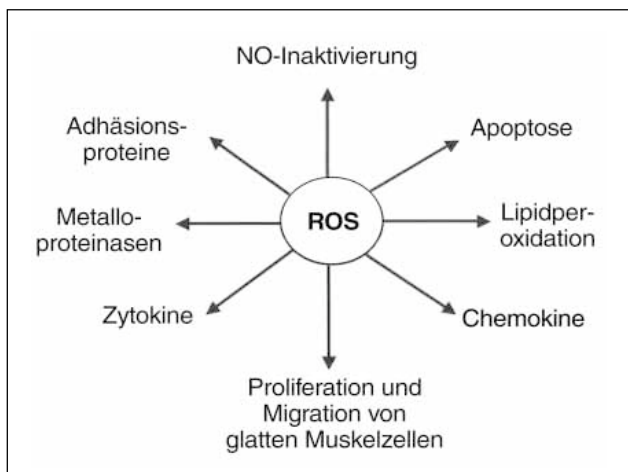 NO-Inaktivierung
Adhäsions-
proteine
Apoptose
Metallo-
proteinasen
ROS
Lipidper-
oxidation
Zytokine
Chemokine
Proliferation und
Migration von
glatten Muskelzellen